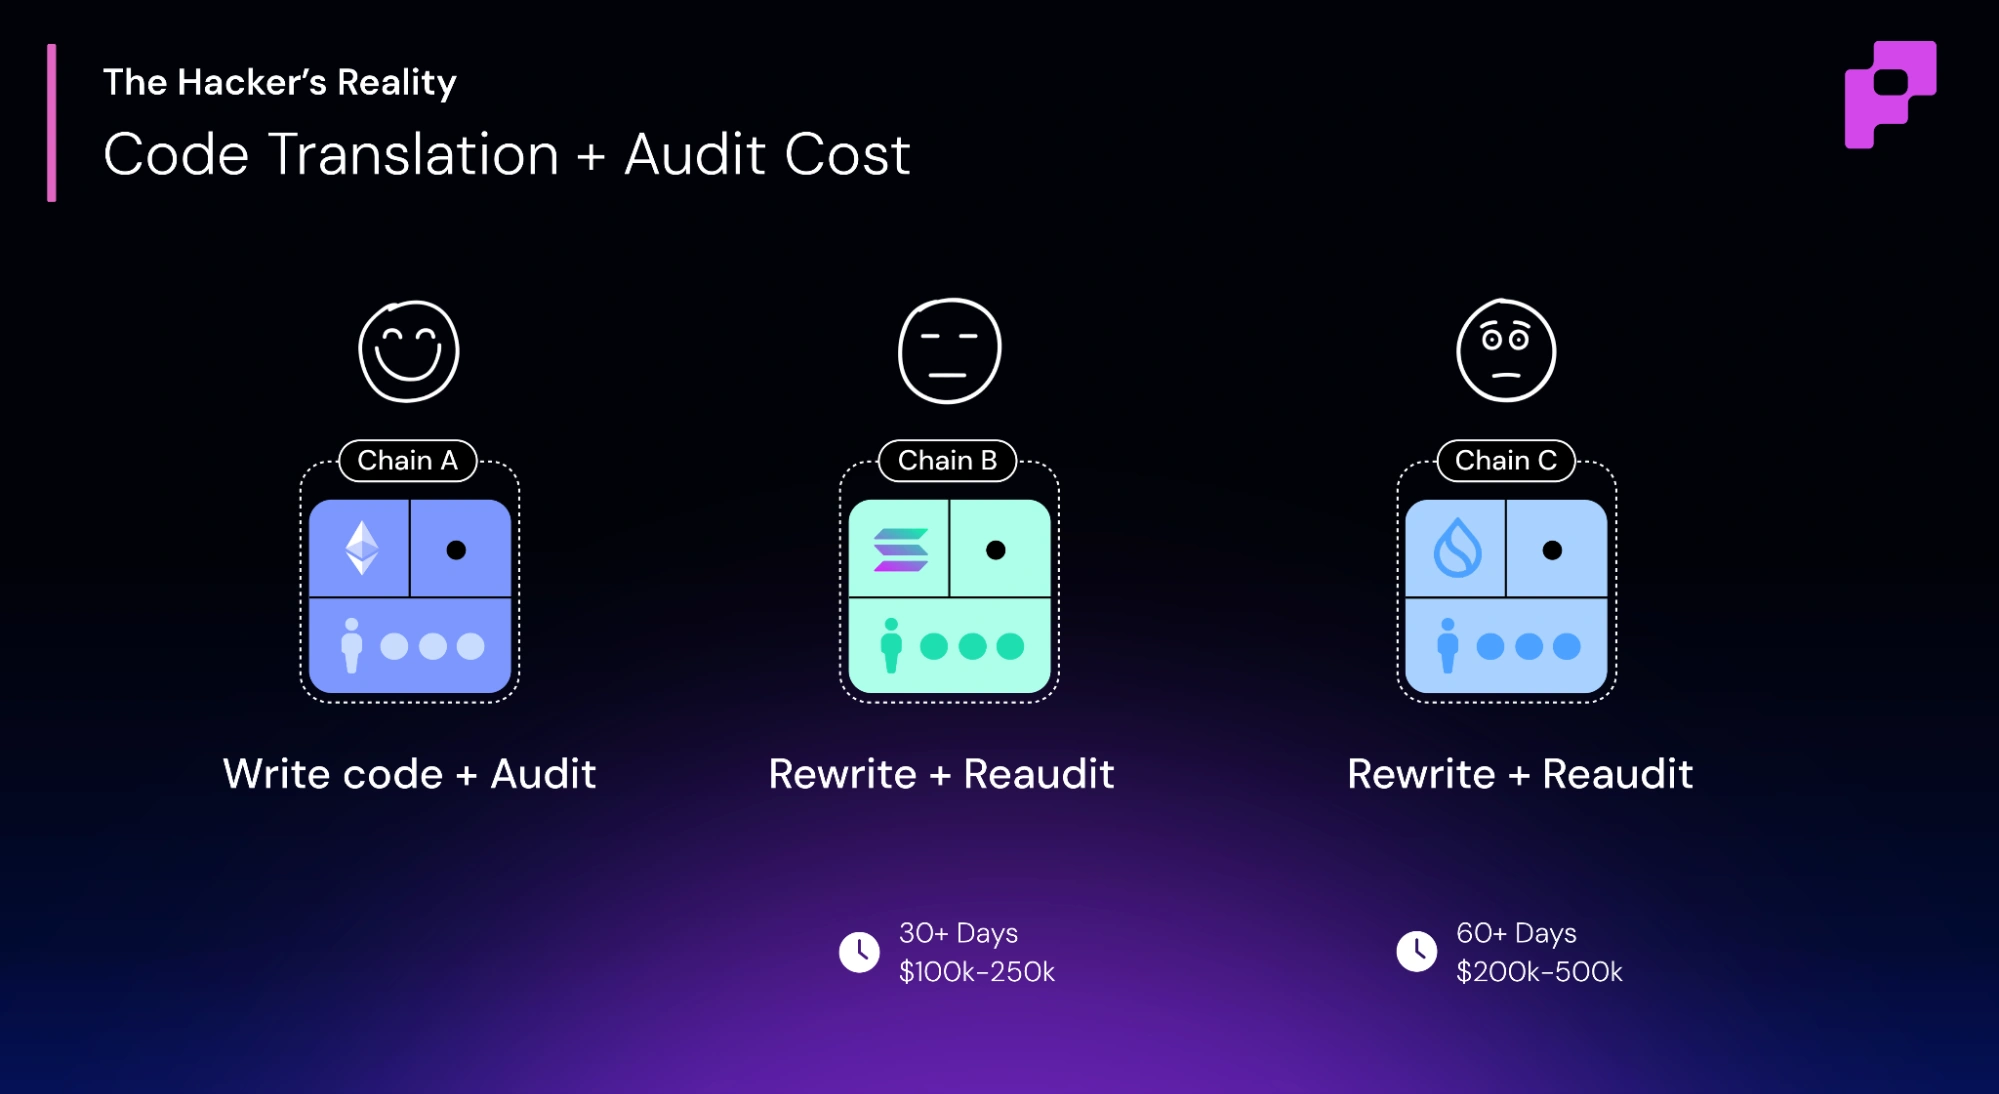 The Hacker’s Reality
Code Translation + Audit Cost
Chain A
Write code + Audit
Chain B
Rewrite + Reaudit
30+ Days
$100k-250k
Chain C
Rewrite + Reaudit
60+ Days
$200k-500k